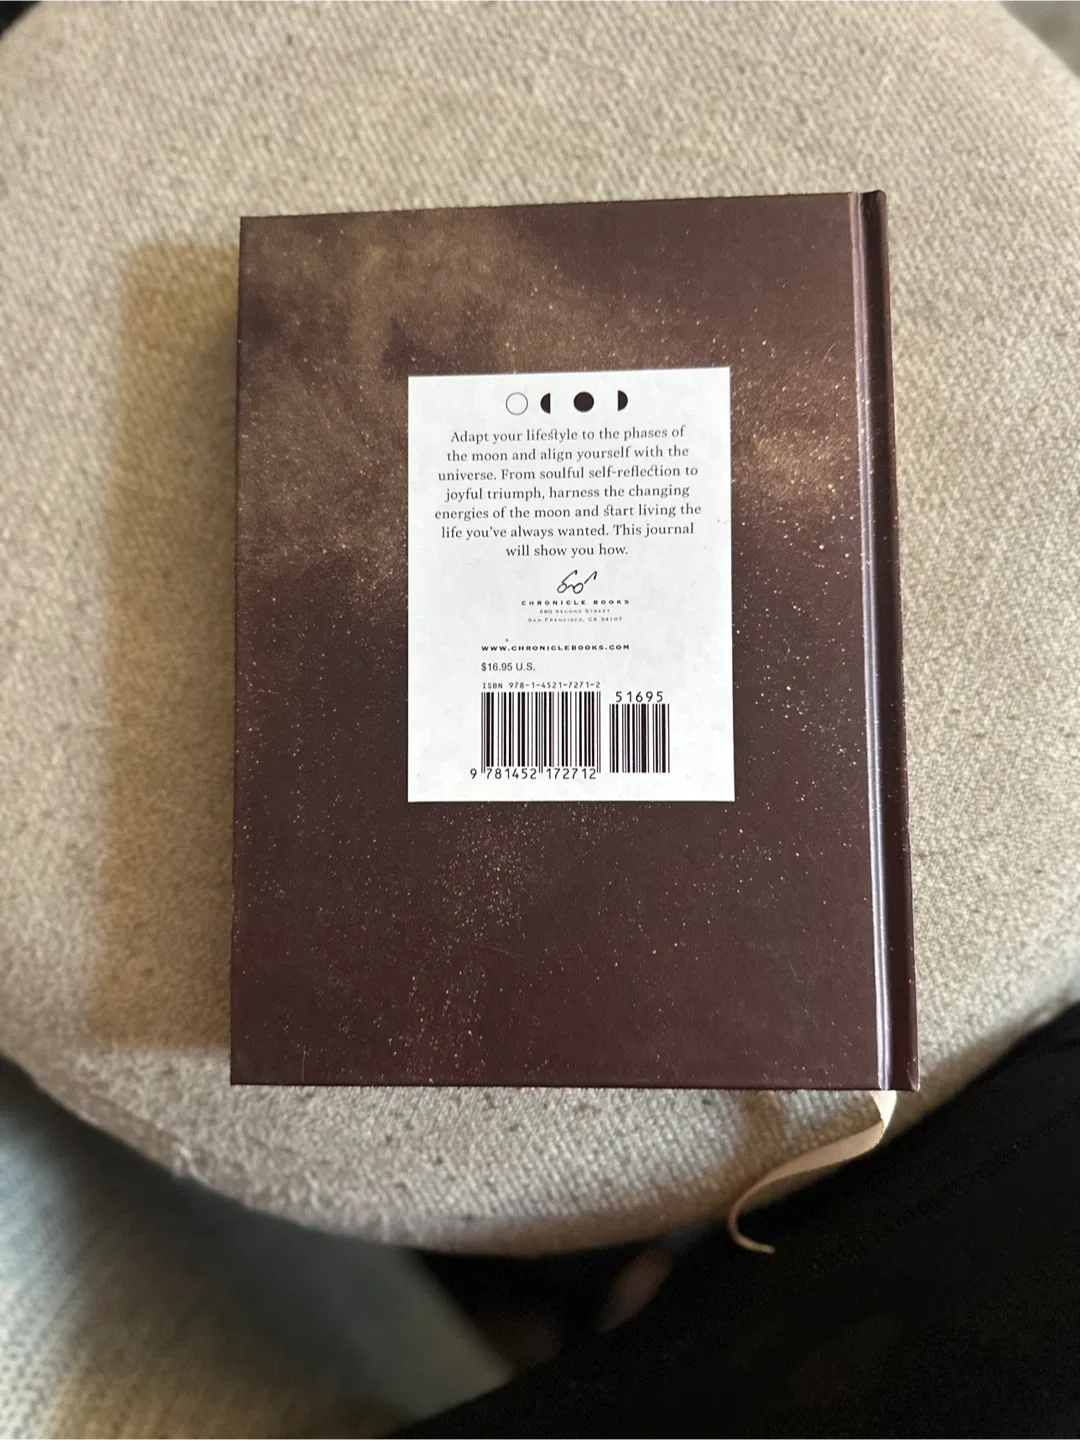 Adapt your lifestyle to the phases of
the moon and align yourself with the
universe. From soulful self-reflection to
joyful triumph, harness the changing
energies of the moon and start living the
life you've always wanted. This journal
will show you how.
CHRONICLE BOOKS
680 SECOND STREET
SAN FRANCISCO, CA 94107
WWW.CHRONICLEBOOKS.COM
$16.95 U.S.
ISBN 978-1-4521-7271-2
51695
9 781452 172712